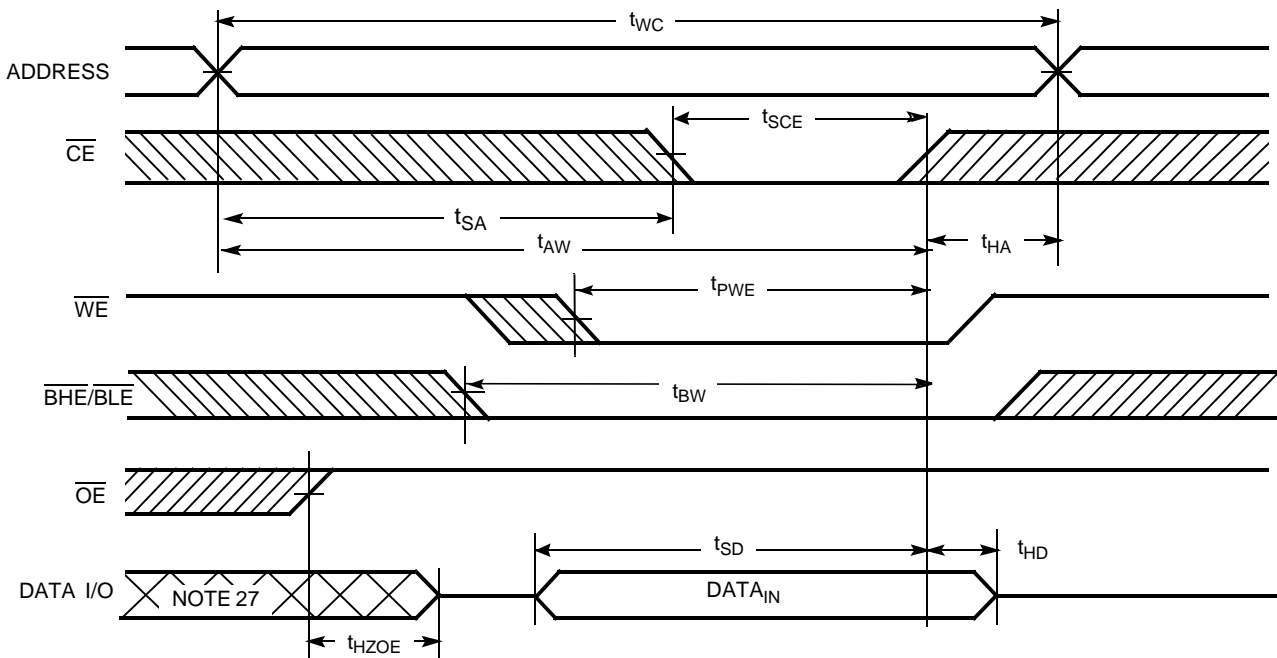 tWC
ADDRESS
tSCE
CE
tSA
tAW
tHA
tPWE
WE
BHE/BLE
tBW
OE
tSD
tHD
DATA I/O
NOTE 27
DATAIN
tHZOE